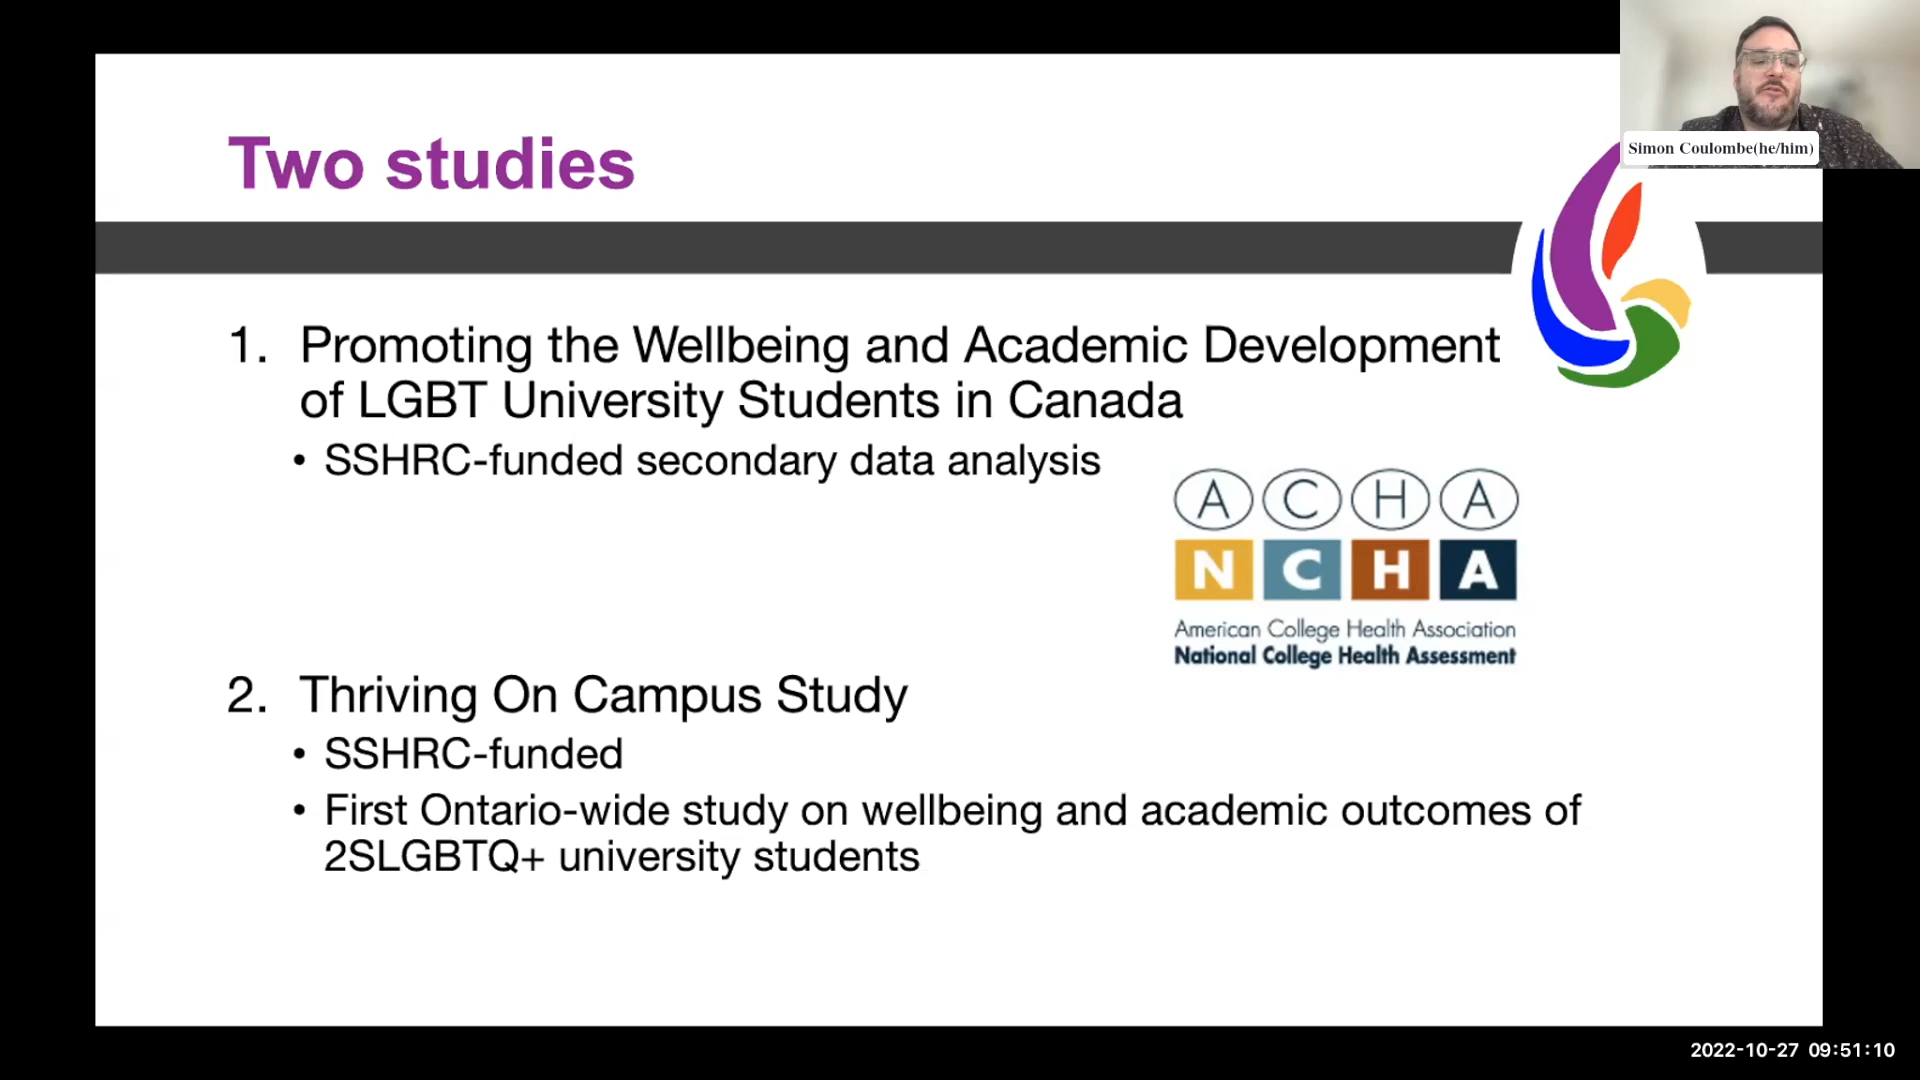 Simon Coulombe(he/him)
Two studies
1. Promoting the Wellbeing and Academic Development
of LGBT University Students in Canada
• SSHRC-funded secondary data analysis
A C H A
N C H A
American College Health Association
National College Health Assessment
2. Thriving On Campus Study
• SSHRC-funded
• First Ontario-wide study on wellbeing and academic outcomes of
2SLGBTQ+ university students
2022-10-27 09:51:10